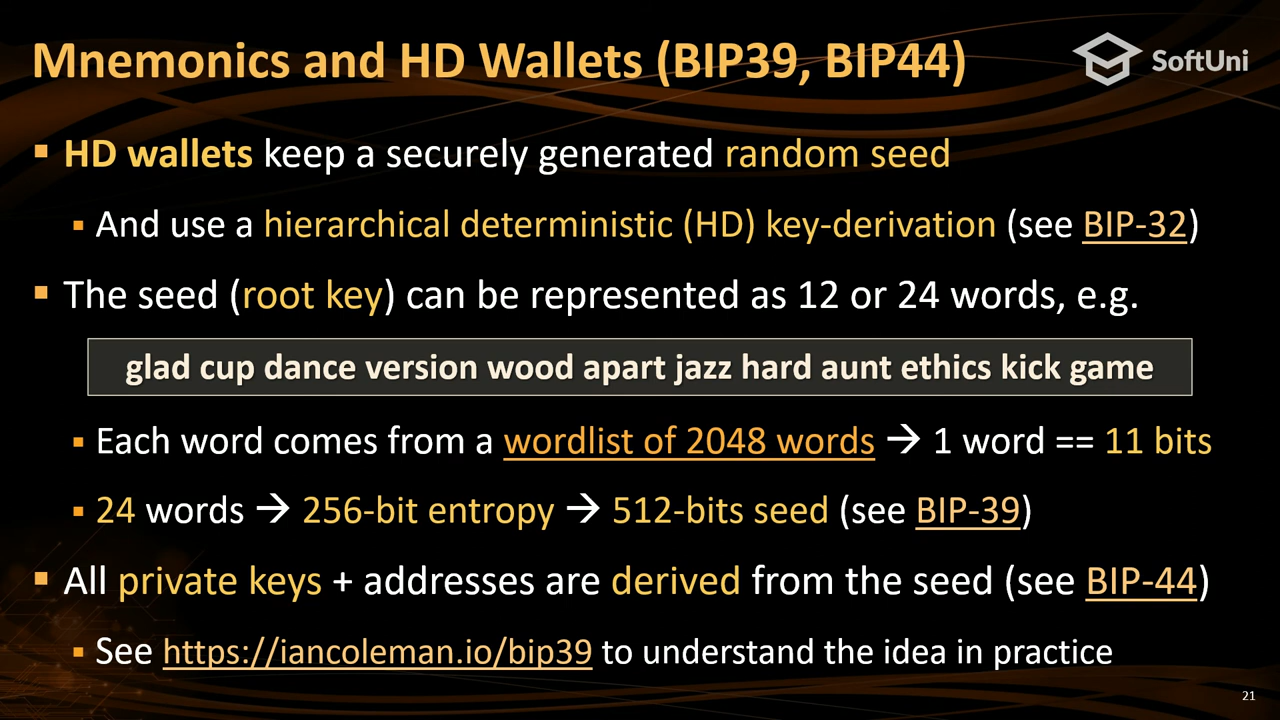 Mnemonics and HD Wallets (BIP39, BIP44)
SoftUni
▪ HD wallets keep a securely generated random seed
▪ And use a hierarchical deterministic (HD) key-derivation (see BIP-32)
▪ The seed (root key) can be represented as 12 or 24 words, e.g.
glad cup dance version wood apart jazz hard aunt ethics kick game
▪ Each word comes from a wordlist of 2048 words → 1 word == 11 bits
▪ 24 words → 256-bit entropy → 512-bits seed (see BIP-39)
▪ All private keys + addresses are derived from the seed (see BIP-44)
▪ See https://iancoleman.io/bip39 to understand the idea in practice
21